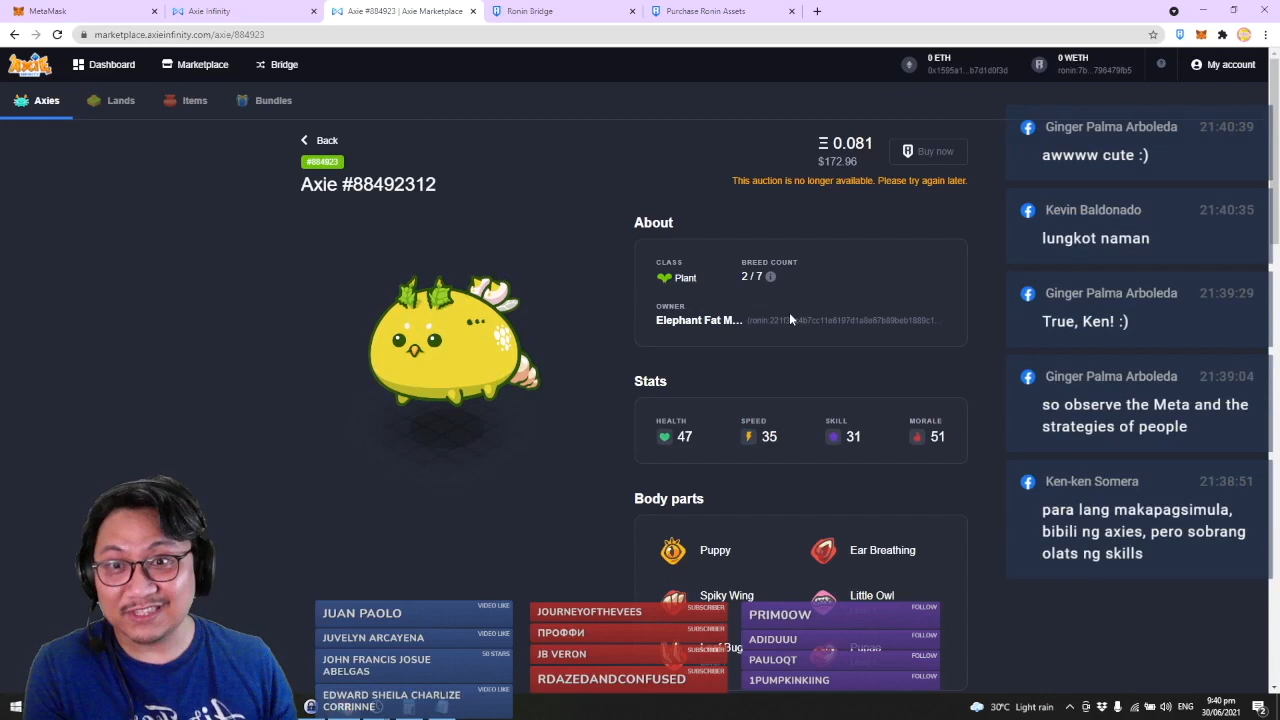 MetaMask
Axie Infinity
Axie #884923 | Axie Marketplace
Ronin Bridge
Purchase Ronin Assets
marketplace.axieinfinity.com/axie/884923
Dashboard
Marketplace
Bridge
0 ETH
0x1595a1...b7d1d0f3d
0 WETH
ronin:7b...796479fb5
My account
Axies
Lands
Items
Bundles
Back
#884923
Axie #88492312
Ξ 0.081
$172.96
Buy now
This auction is no longer available. Please try again later.
About
CLASS
Plant
BREED COUNT
2 / 7
OWNER
Elephant Fat M...
Stats
HEALTH
47
SPEED
35
SKILL
31
MORALE
51
Body parts
Puppy
Ear Breathing
Spiky Wing
Little Owl
Ginger Palma Arboleda 21:40:39
awwww cute :)
Kevin Baldonado 21:40:35
lungkot naman
Ginger Palma Arboleda 21:39:29
True, Ken! :)
Ginger Palma Arboleda 21:39:04
so observe the Meta and the
strategies of people
Ken-ken Somera 21:38:51
para lang makapagsimula,
bibili ng axies, pero sobrang
olats ng skills
JUAN PAOLO VIDEO LIKE
JUVELYN ARCAYENA VIDEO LIKE
JOHN FRANCIS JOSUE 50 STARS
ABELGAS
EDWARD SHEILA CHARLIZE VIDEO LIKE
CORRINNE
JOURNEYOFTHEVEES SUBSCRIBER
ПРОФФИ SUBSCRIBER
JB VERON SUBSCRIBER
RDAZEDANDCONFUSED SUBSCRIBER
PRIM0OW FOLLOW
ADIDUUU FOLLOW
PAULOQT FOLLOW
1PUMPKINKIING FOLLOW
30°C Light rain
ENG
9:40 pm
30/06/2021